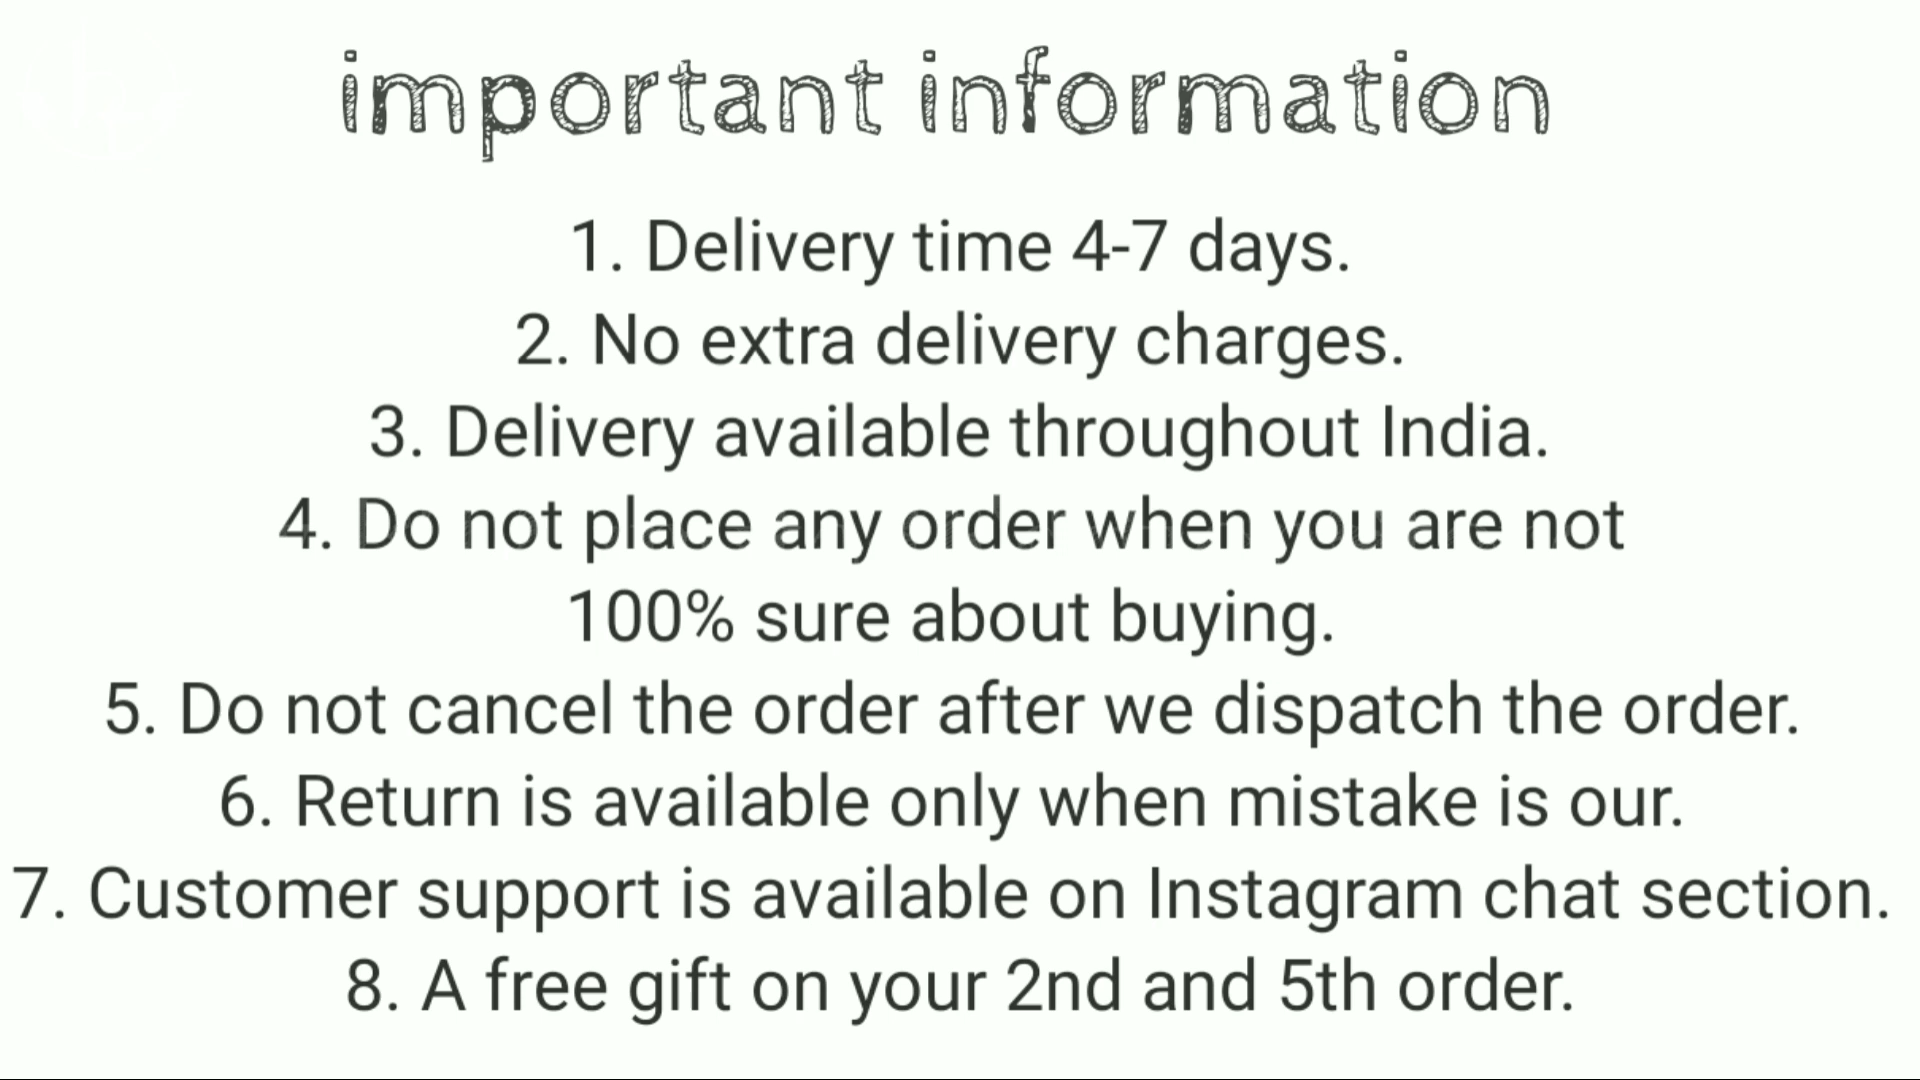 important information
1. Delivery time 4-7 days.
2. No extra delivery charges.
3. Delivery available throughout India.
4. Do not place any order when you are not
100% sure about buying.
5. Do not cancel the order after we dispatch the order.
6. Return is available only when mistake is our.
7. Customer support is available on Instagram chat section.
8. A free gift on your 2nd and 5th order.